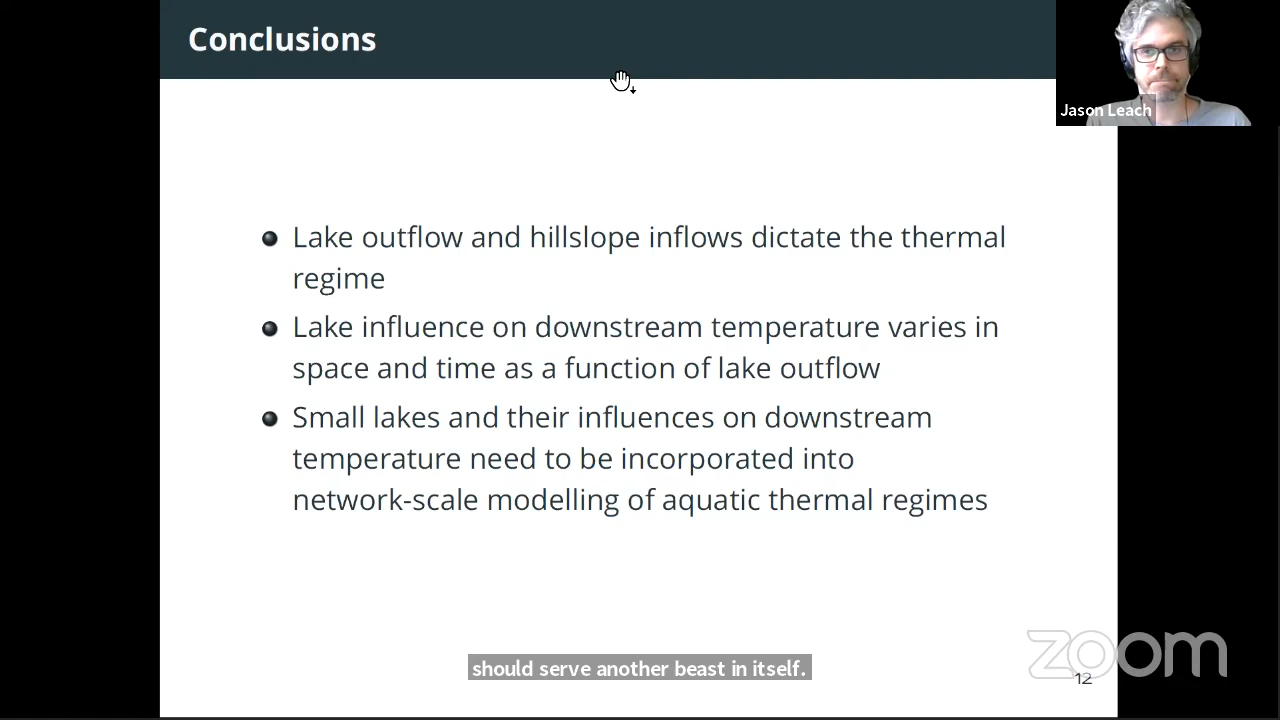 Conclusions
Jason Leach
Lake outflow and hillslope inflows dictate the thermal
regime
Lake influence on downstream temperature varies in
space and time as a function of lake outflow
Small lakes and their influences on downstream
temperature need to be incorporated into
network-scale modelling of aquatic thermal regimes
should serve another beast in itself.
zoom
12